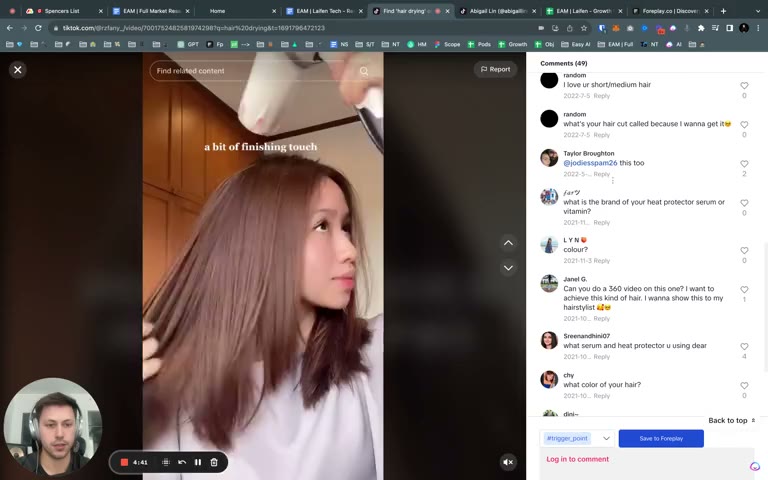 Spencers List
EAM | Full Market Rese
EAM | Laifen Tech - Re
Home
Find 'hair drying' v
Abigail Lin (@abigaillin
EAM | Laifen - Growth
Foreplay.co | Discover
tiktok.com/@rzfany_/video/7001752482581974298?q=hair%20drying&t=1691796472123
GPT
Fp
NS
S/T
NT
HM
Scope
Pods
Growth
Obj
Easy AI
EAM | Full
NT
AI
Find related content
Report
a bit of finishing touch
4:41
Comments (49)
random
I love ur short/medium hair
2022-7-5 Reply
0
random
what's your hair cut called because I wanna get it🥺
2022-7-5 Reply
0
Taylor Broughton
@jodiesspam26 this too
2022-5-... Reply
2
what is the brand of your heat protector serum or
vitamin?
2021-11... Reply
0
L Y N
colour?
2021-11-3 Reply
0
Janel G.
Can you do a 360 video on this one? I want to
achieve this kind of hair. I wanna show this to my
hairstylist 🥰🥺
2021-10... Reply
1
Sreenandhini07
what serum and heat protector u using dear
2021-10... Reply
4
chy
what color of your hair?
2021-10... Reply
0
dini~
Back to top
#trigger_point
Save to Foreplay
Log in to comment